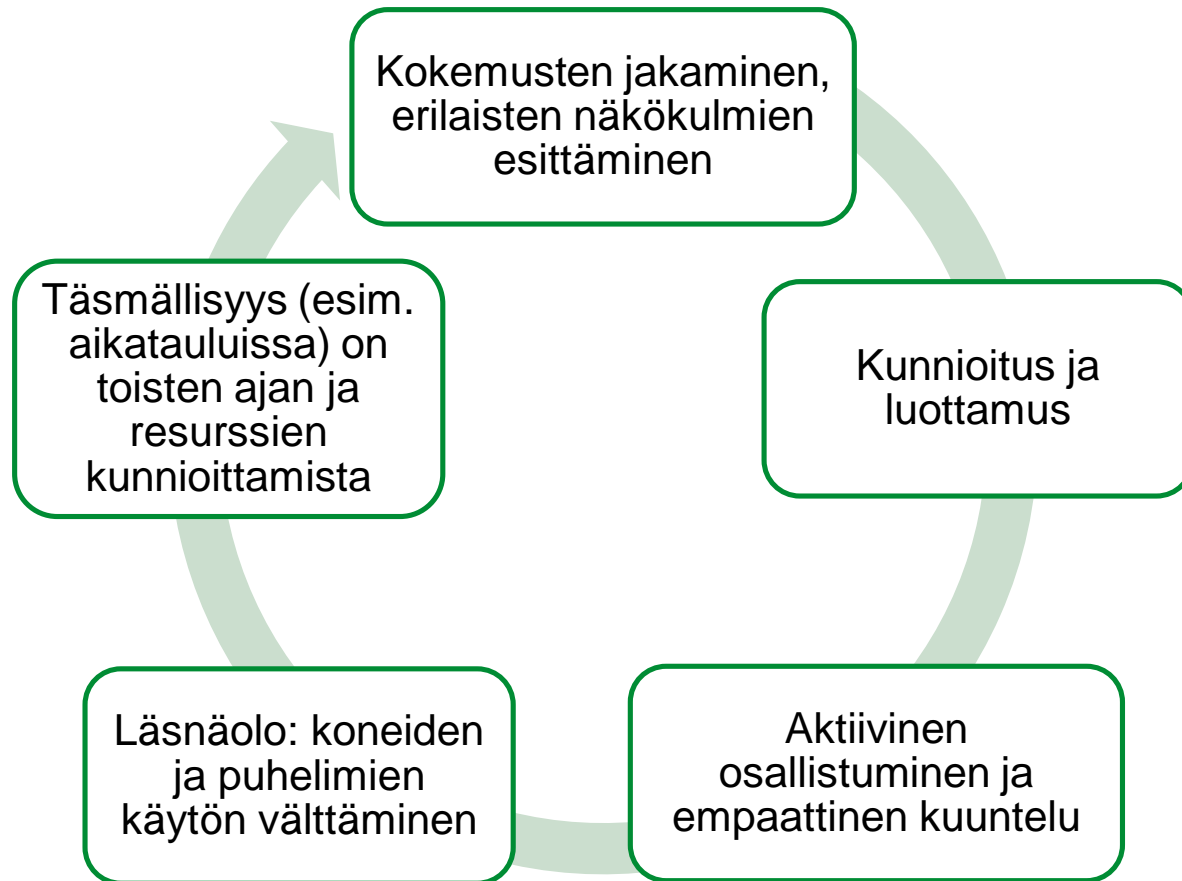 Kokemusten jakaminen,
erilaisten näkökulmien
esittäminen
Kunnioitus ja
luottamus
Aktiivinen
osallistuminen ja
empaattinen kuuntelu
Läsnäolo: koneiden
ja puhelimien
käytön välttäminen
Täsmällisyys (esim.
aikatauluissa) on
toisten ajan ja
resurssien
kunnioittamista